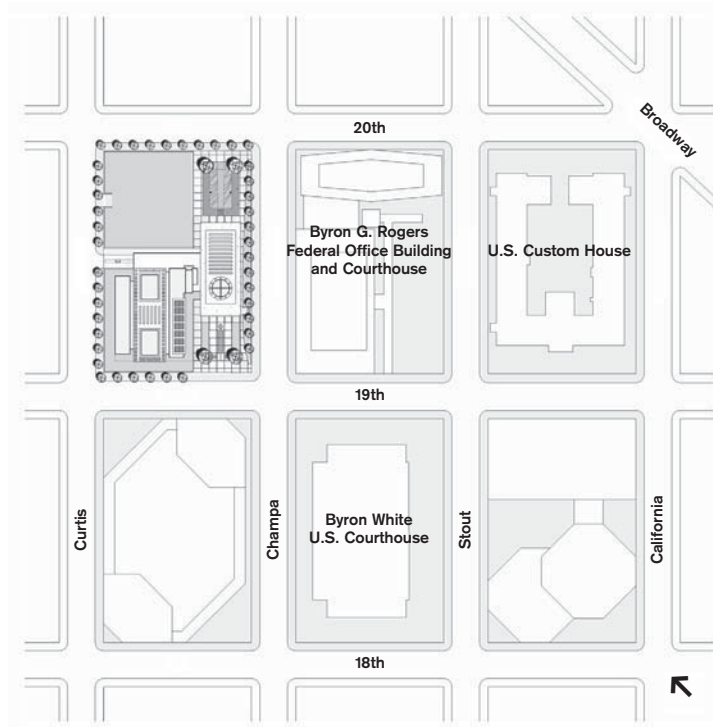 20th
Broadway
Byron G. Rogers
Federal Office Building
and Courthouse
U.S. Custom House
19th
Curtis
Champa
Byron White
U.S. Courthouse
Stout
California
18th